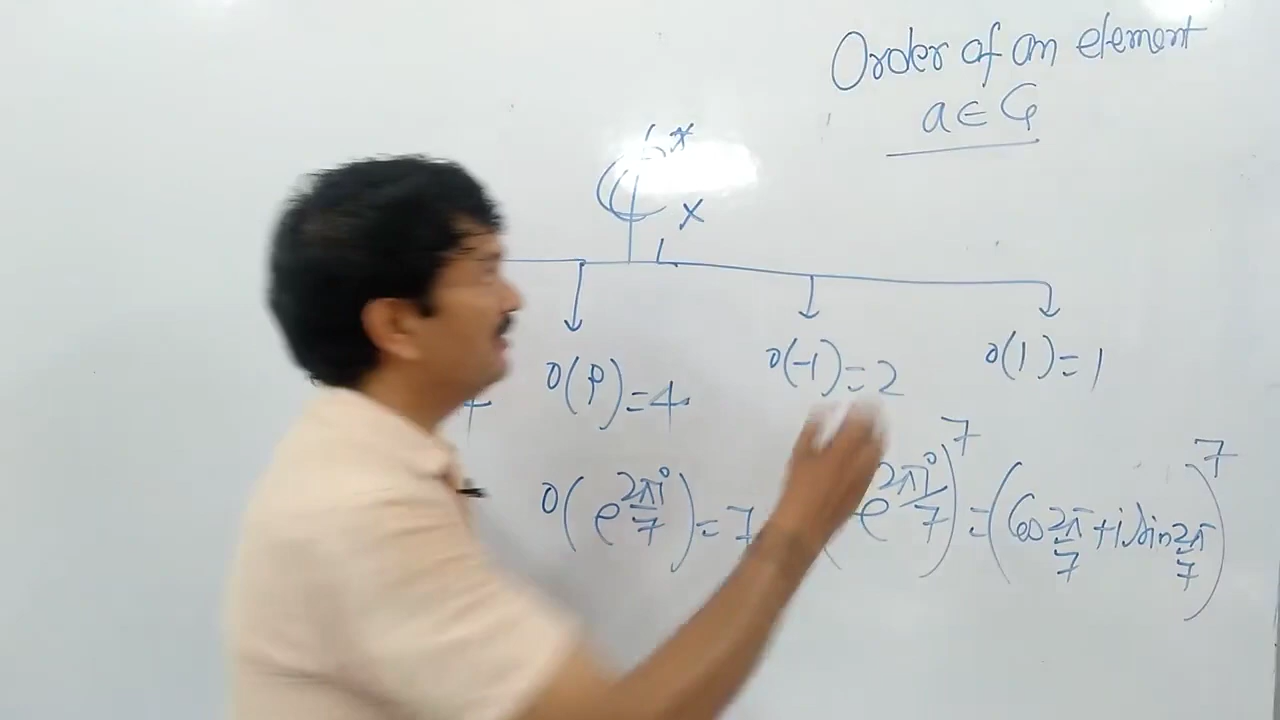 Order of an element
a ∈ G
ℂ* x
x
4 o(i)=4 o(-1)=2 o(1)=1
o(e^{2πi/7})=7 (e^{2πi/7})^7=(Cos 2π/7+i Sin 2π/7)^7